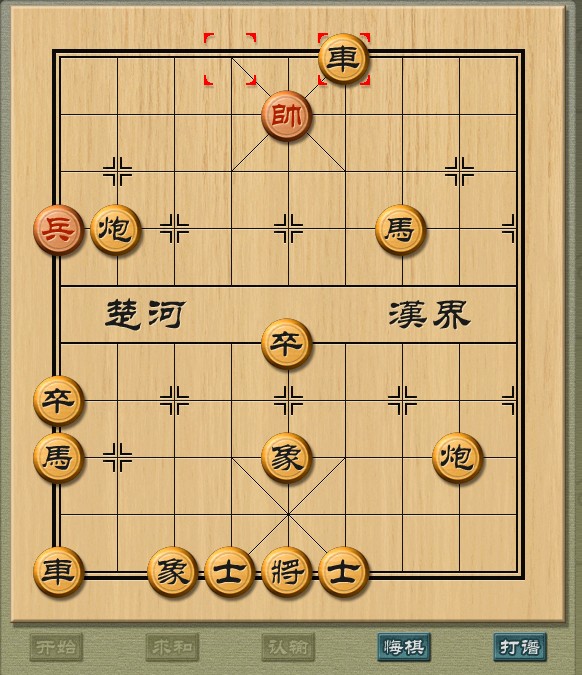 車
帥
兵 炮 馬
楚河 漢界
卒
卒
馬 象 炮
車 象 士 將 士
开始 求和 认输 悔棋 打谱